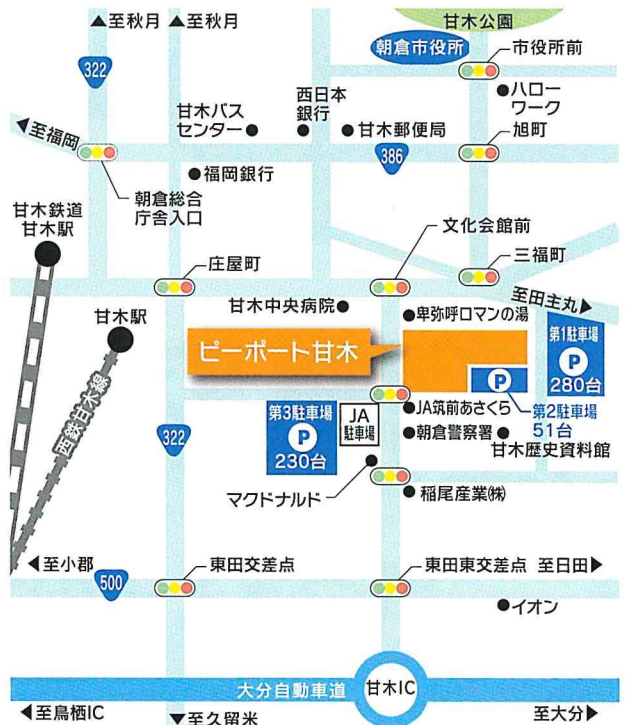 ▲至秋月
▲至秋月
甘木公園
朝倉市役所
市役所前
322
ハロー
ワーク
西日本
銀行
甘木バス
センター
甘木郵便局
旭町
◀至福岡
386
福岡銀行
朝倉総合
庁舎入口
甘木鉄道
甘木駅
文化会館前
庄屋町
三福町
至田主丸▶
甘木中央病院
卑弥呼ロマンの湯
甘木駅
ピーポート甘木
第1駐車場
P
280台
P
第2駐車場
51台
JA筑前あさくら
第3駐車場
P
230台
JA
駐車場
朝倉警察署
甘木歴史資料館
西鉄甘木線
322
マクドナルド
稲尾産業㈱
◀至小郡
500
東田交差点
東田東交差点
至日田▶
イオン
大分自動車道
甘木IC
◀至鳥栖IC
▼至久留米
至大分▶